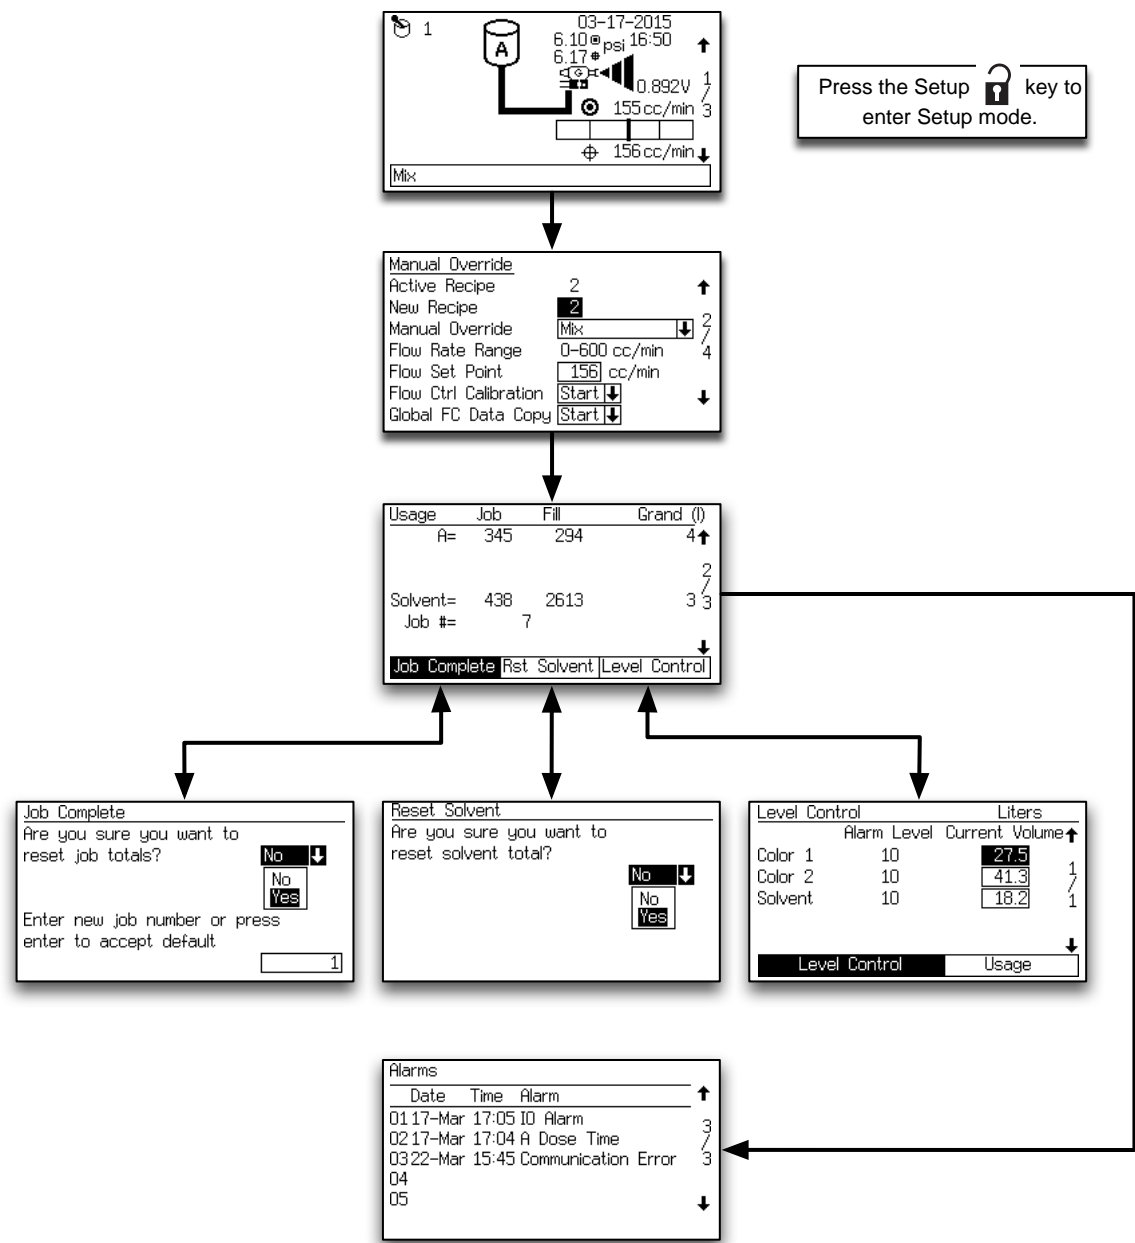 1
A
03-17-2015
6.10 psi 16:50
6.17
G
0.892V
1
/
3
155 cc/min
156 cc/min
Mix
Press the Setup key to
enter Setup mode.
Manual Override
Active Recipe 2
New Recipe 2
Manual Override Mix
2
/
4
Flow Rate Range 0-600 cc/min
Flow Set Point 156 cc/min
Flow Ctrl Calibration Start
Global FC Data Copy Start
Usage Job Fill Grand (l)
A= 345 294 4
2
/
3
Solvent= 438 2613 3
Job #= 7
Job Complete Rst Solvent Level Control
Job Complete
Are you sure you want to
reset job totals? No
No
Yes
Enter new job number or press
enter to accept default
1
Reset Solvent
Are you sure you want to
reset solvent total?
No
No
Yes
Level Control Liters
Alarm Level Current Volume
Color 1 10 27.5
Color 2 10 41.3
Solvent 10 18.2
1
/
1
Level Control Usage
Alarms
Date Time Alarm
01 17-Mar 17:05 IO Alarm
02 17-Mar 17:04 A Dose Time
03 22-Mar 15:45 Communication Error
04
05
3
/
3